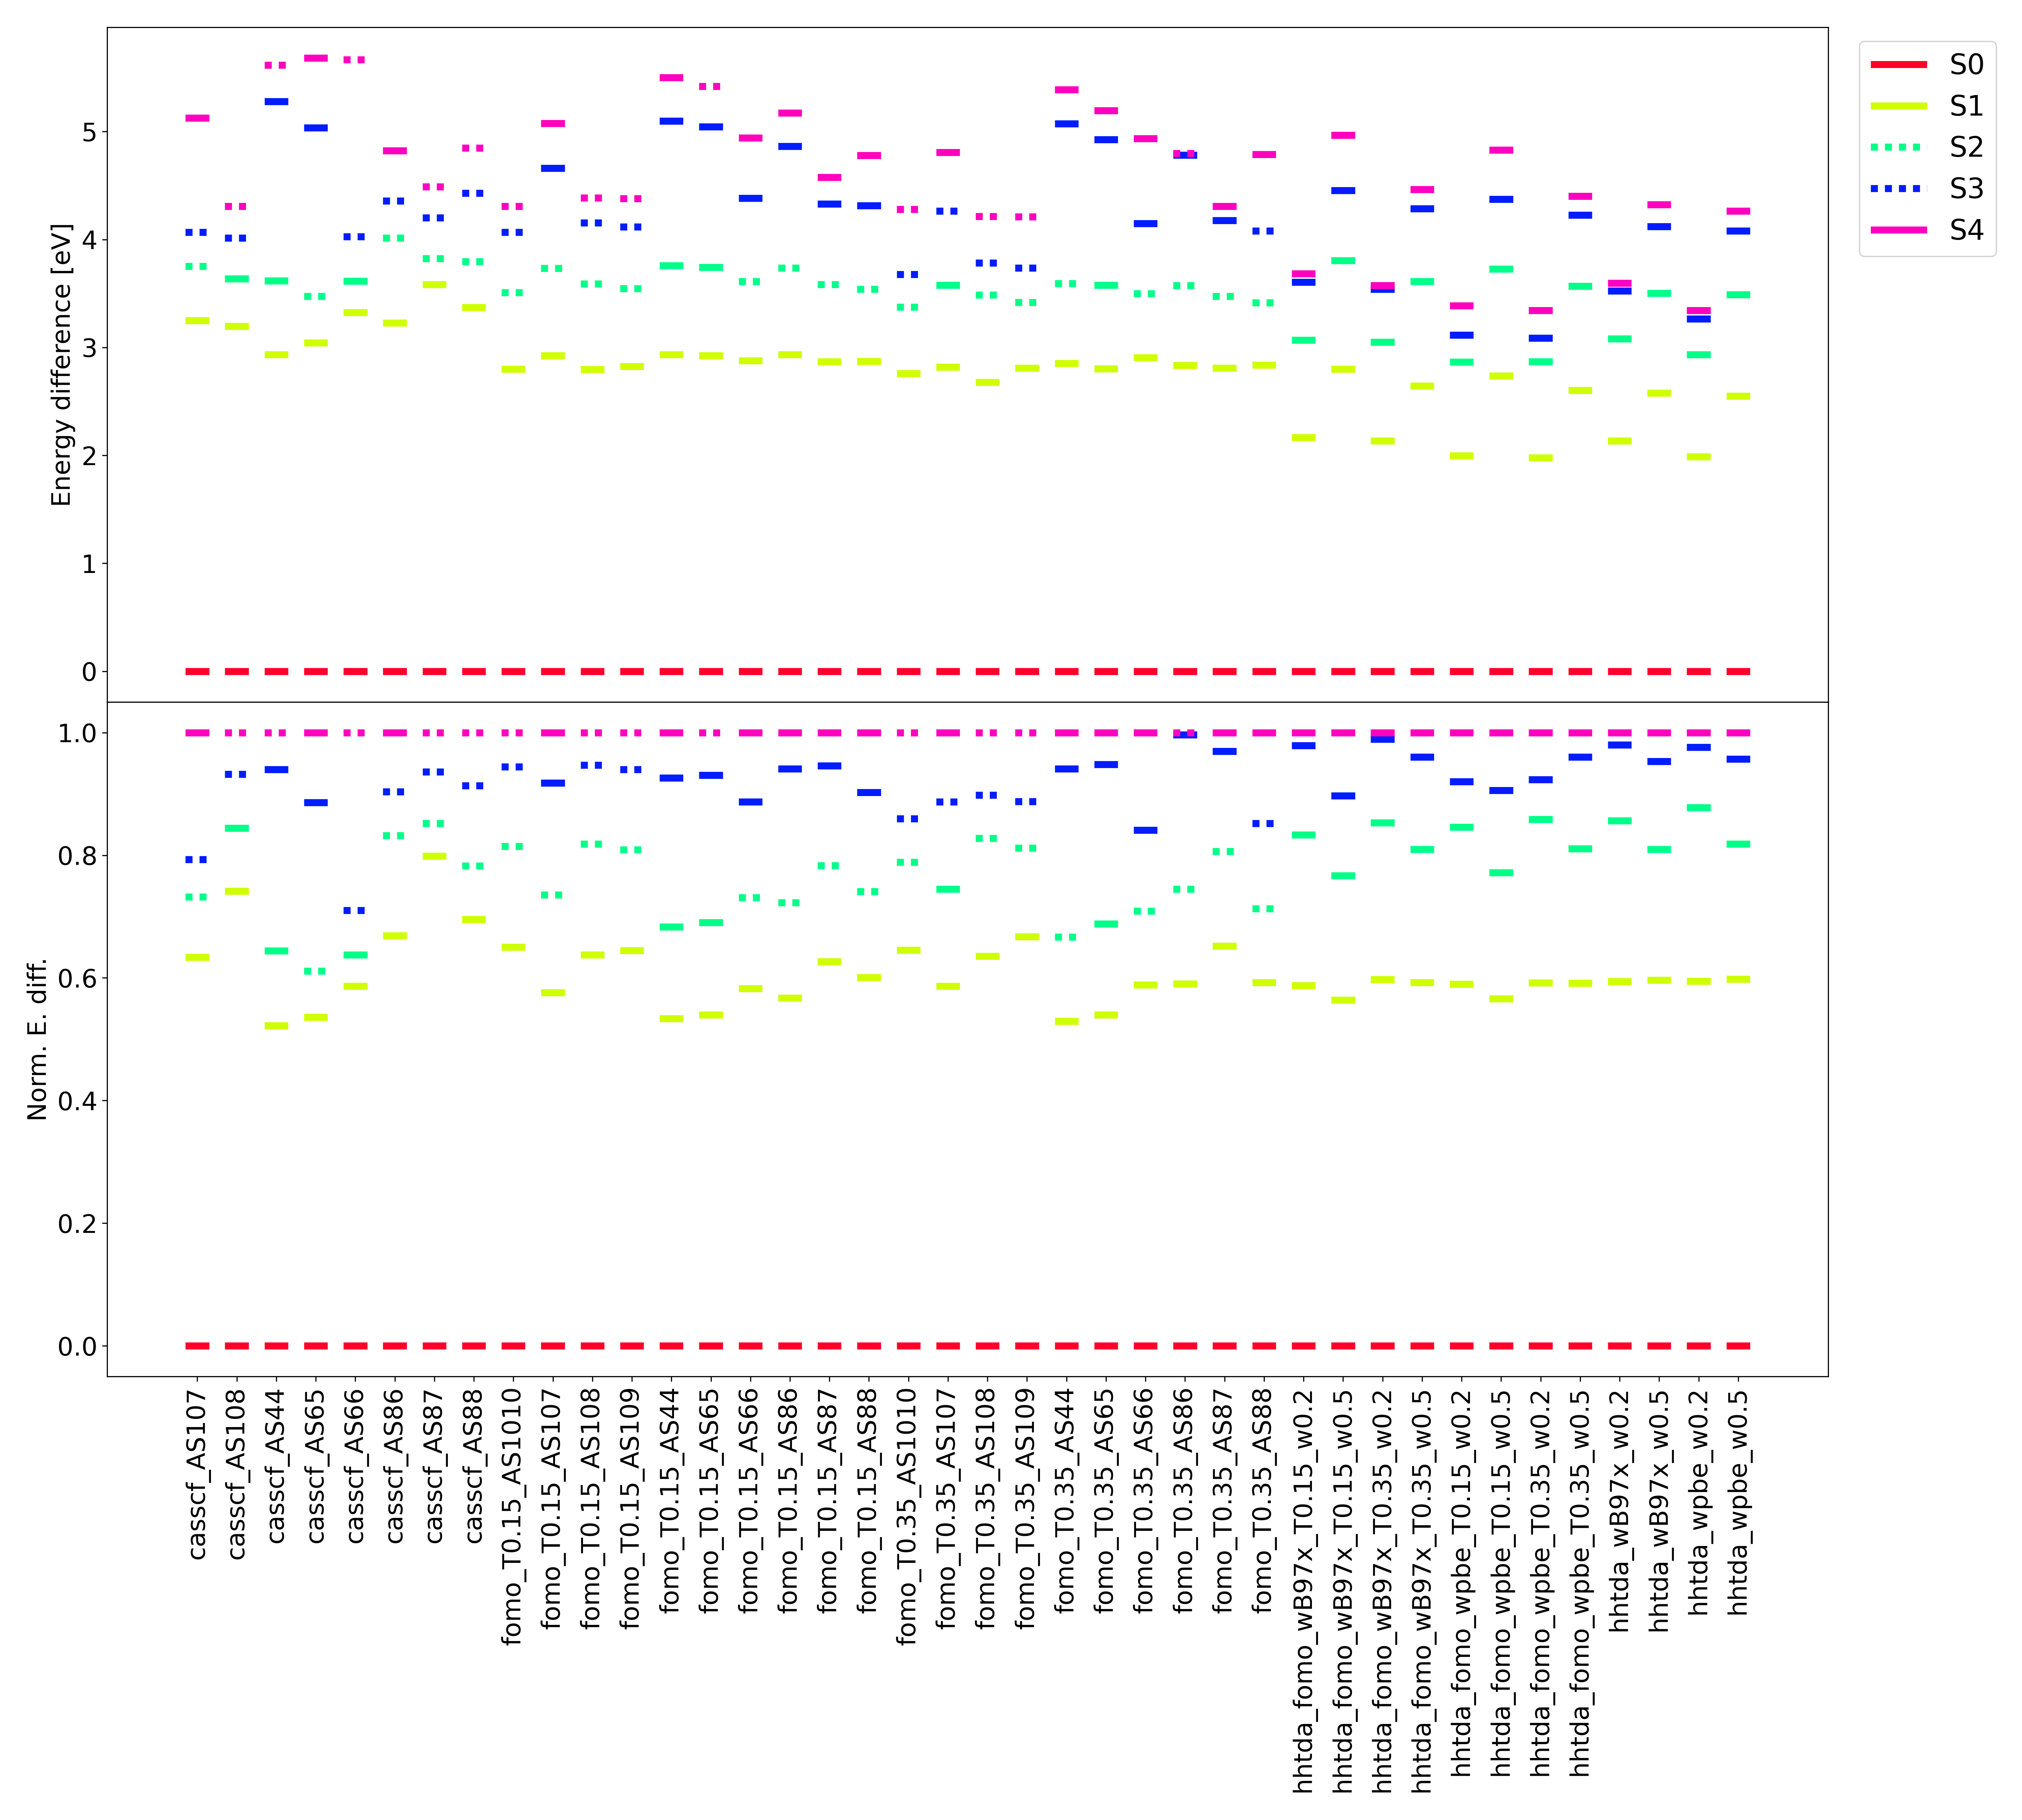 Energy difference [eV]
5
4
3
2
1
0
S0
S1
S2
S3
S4
Norm. E. diff.
1.0
0.8
0.6
0.4
0.2
0.0
casscf_AS107
casscf_AS108
casscf_AS44
casscf_AS65
casscf_AS66
casscf_AS86
casscf_AS87
casscf_AS88
fomo_T0.15_AS1010
fomo_T0.15_AS107
fomo_T0.15_AS108
fomo_T0.15_AS109
fomo_T0.15_AS44
fomo_T0.15_AS65
fomo_T0.15_AS66
fomo_T0.15_AS86
fomo_T0.15_AS87
fomo_T0.15_AS88
fomo_T0.35_AS1010
fomo_T0.35_AS107
fomo_T0.35_AS108
fomo_T0.35_AS109
fomo_T0.35_AS44
fomo_T0.35_AS65
fomo_T0.35_AS66
fomo_T0.35_AS86
fomo_T0.35_AS87
fomo_T0.35_AS88
hhtda_fomo_wB97x_T0.15_w0.2
hhtda_fomo_wB97x_T0.15_w0.5
hhtda_fomo_wB97x_T0.35_w0.2
hhtda_fomo_wB97x_T0.35_w0.5
hhtda_fomo_wpbe_T0.15_w0.2
hhtda_fomo_wpbe_T0.15_w0.5
hhtda_fomo_wpbe_T0.35_w0.2
hhtda_fomo_wpbe_T0.35_w0.5
hhtda_wB97x_w0.2
hhtda_wB97x_w0.5
hhtda_wpbe_w0.2
hhtda_wpbe_w0.5